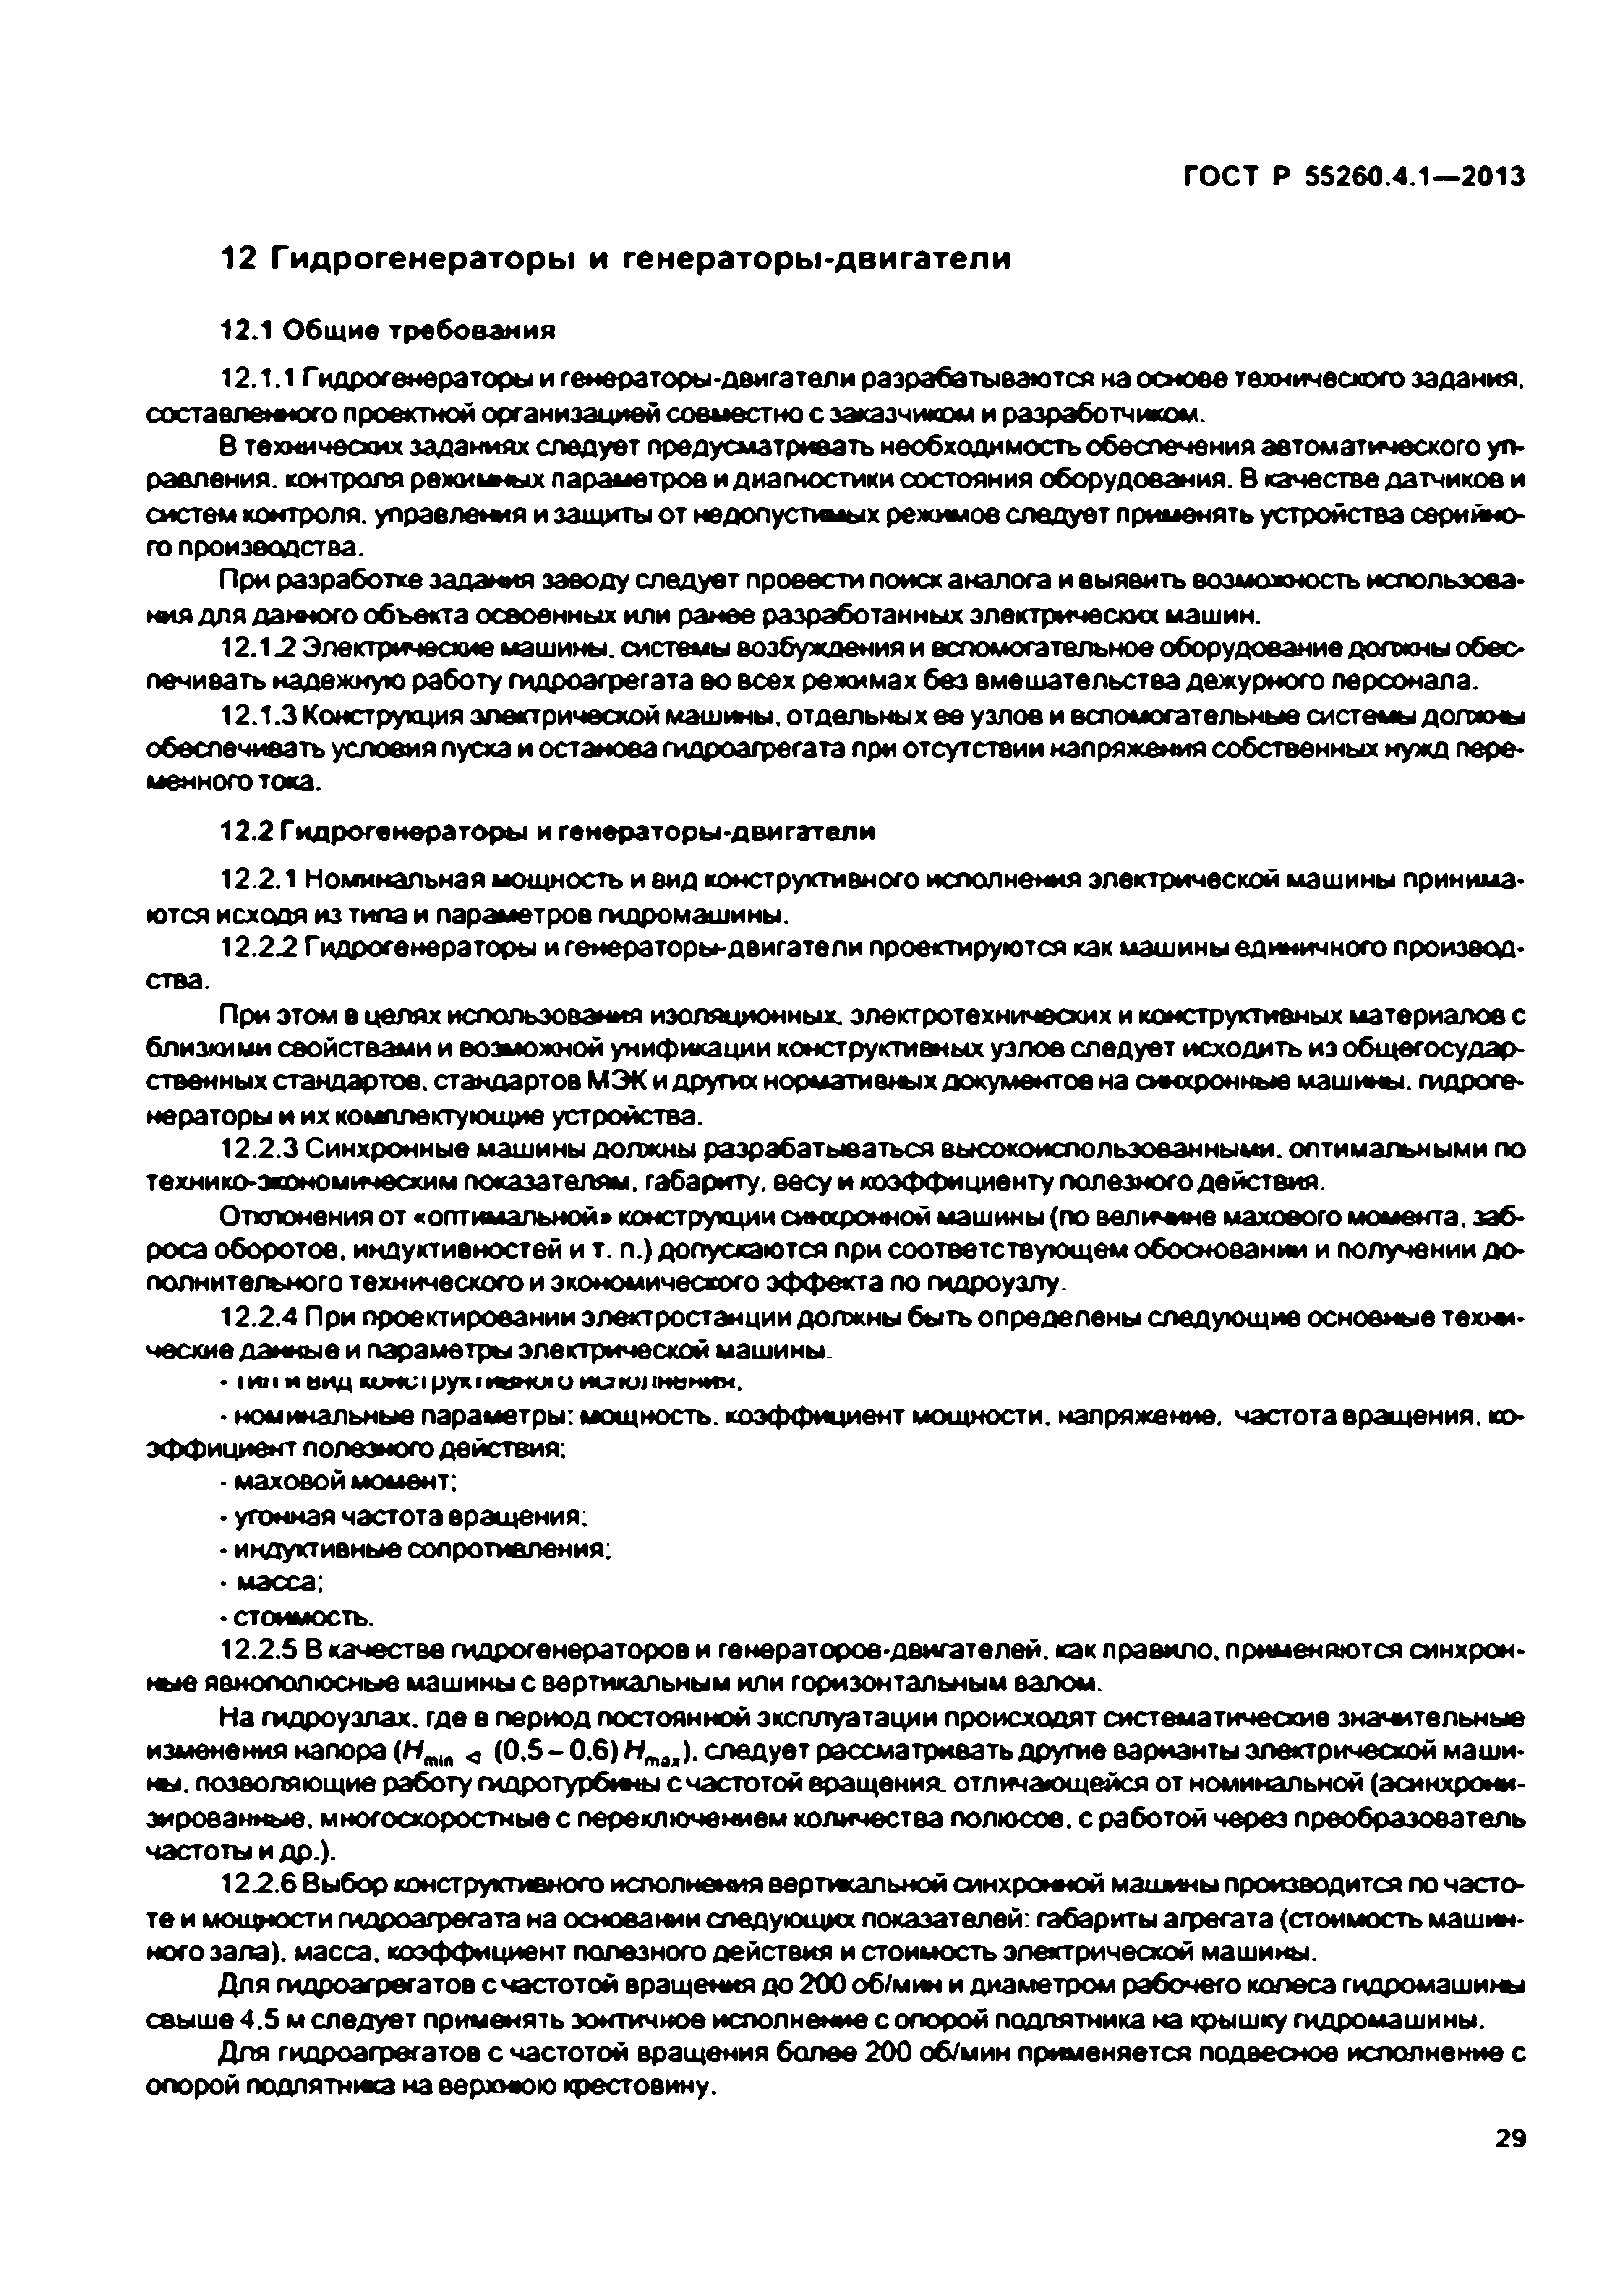 ГОСТ Р 55260.4.1—2013
12 Гидрогенераторы и генераторы-двигатели
12.1 Общие требования
12.1.1 Гидрогенераторы и генераторы-двигатели разрабатываются на основе технического задания,
составленного проектной организацией совместно с заказчиком и разработчиком.
В технических заданиях следует предусматривать необходимость обеспечения автоматического уп-
равления, контроля режимных параметров и диагностики состояния оборудования. В качестве датчиков и
систем контроля, управления и защиты от недопустимых режимов следует применять устройства серийно-
го производства.
При разработке задания заводу следует провести поиск аналога и выявить возможность использова-
ния для данного объекта освоенных или ранее разработанных электрических машин.
12.1.2 Электрические машины, системы возбуждения и вспомогательное оборудование должны обес-
печивать надежную работу гидроагрегата во всех режимах без вмешательства дежурного персонала.
12.1.3 Конструкция электрической машины, отдельных ее узлов и вспомогательные системы должны
обеспечивать условия пуска и останова гидроагрегата при отсутствии напряжения собственных нужд пере-
менного тока.
12.2 Гидрогенераторы и генераторы-двигатели
12.2.1 Номинальная мощность и вид конструктивного исполнения электрической машины принима-
ются исходя из типа и параметров гидромашины.
12.2.2 Гидрогенераторы и генераторы-двигатели проектируются как машины единичного производ-
ства.
При этом в целях использования изоляционных, электротехнических и конструктивных материалов с
близкими свойствами и возможной унификации конструктивных узлов следует исходить из общегосудар-
ственных стандартов, стандартов МЭК и других нормативных документов на синхронные машины, гидроге-
нераторы и их комплектующие устройства.
12.2.3 Синхронные машины должны разрабатываться высокоиспользованными, оптимальными по
технико-экономическим показателям, габариту, весу и коэффициенту полезного действия.
Отклонения от «оптимальной» конструкции синхронной машины (по величине махового момента, заб-
роса оборотов, индуктивностей и т. п.) допускаются при соответствующем обосновании и получении до-
полнительного технического и экономического эффекта по гидроузлу.
12.2.4 При проектировании электростанции должны быть определены следующие основные техни-
ческие данные и параметры электрической машины.
- тип и вид конструктивного исполнения.
- номинальные параметры: мощность, коэффициент мощности, напряжение, частота вращения, ко-
эффициент полезного действия;
- маховой момент;
- угонная частота вращения;
- индуктивные сопротивления;
- масса;
- стоимость.
12.2.5 В качестве гидрогенераторов и генераторов-двигателей, как правило, применяются синхрон-
ные явнополюсные машины с вертикальным или горизонтальным валом.
На гидроузлах, где в период постоянной эксплуатации происходят систематические значительные
изменения напора (Hmin < (0,5 – 0,6) Hmax), следует рассматривать другие варианты электрической маши-
ны, позволяющие работу гидротурбины с частотой вращения, отличающейся от номинальной (асинхрони-
зированные, многоскоростные с переключением количества полюсов, с работой через преобразователь
частоты и др.).
12.2.6 Выбор конструктивного исполнения вертикальной синхронной машины производится по часто-
те и мощности гидроагрегата на основании следующих показателей: габариты агрегата (стоимость машин-
ного зала), масса, коэффициент полезного действия и стоимость электрической машины.
Для гидроагрегатов с частотой вращения до 200 об/мин и диаметром рабочего колеса гидромашины
свыше 4,5 м следует применять зонтичное исполнение с опорой подпятника на крышку гидромашины.
Для гидроагрегатов с частотой вращения более 200 об/мин применяется подвесное исполнение с
опорой подпятника на верхнюю крестовину.
29